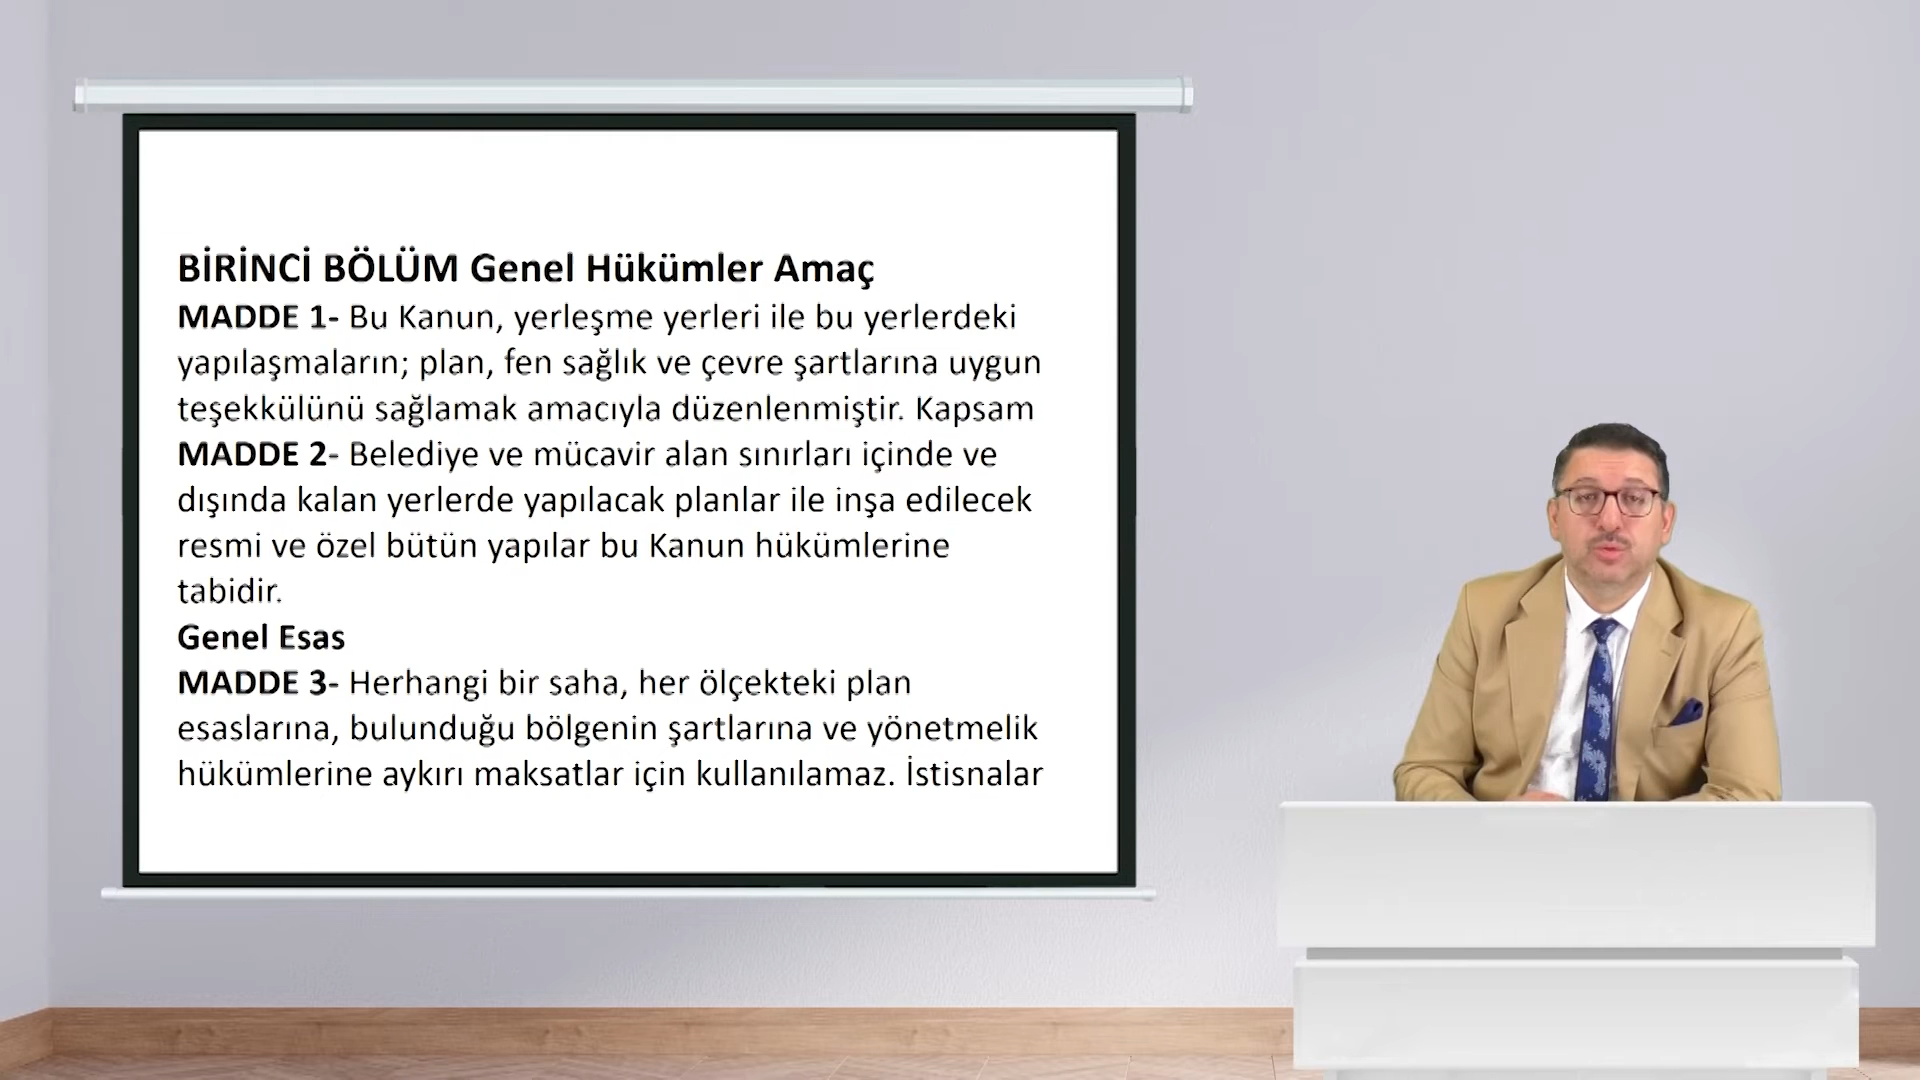 BİRİNCİ BÖLÜM Genel Hükümler Amaç
MADDE 1- Bu Kanun, yerleşme yerleri ile bu yerlerdeki
yapılaşmaların; plan, fen sağlık ve çevre şartlarına uygun
teşekkülünü sağlamak amacıyla düzenlenmiştir. Kapsam
MADDE 2- Belediye ve mücavir alan sınırları içinde ve
dışında kalan yerlerde yapılacak planlar ile inşa edilecek
resmi ve özel bütün yapılar bu Kanun hükümlerine
tabidir.
Genel Esas
MADDE 3- Herhangi bir saha, her ölçekteki plan
esaslarına, bulunduğu bölgenin şartlarına ve yönetmelik
hükümlerine aykırı maksatlar için kullanılamaz. İstisnalar